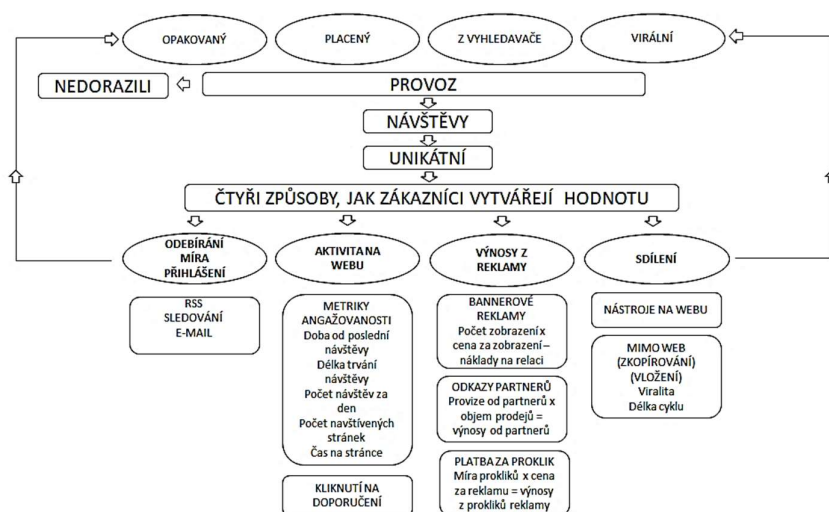 OPAKOVANÝ
PLACENÝ
Z VYHLEDAVAČE
VIRÁLNÍ
NEDORAZILI
PROVOZ
NÁVŠTĚVY
UNIKÁTNÍ
ČTYŘI ZPŮSOBY, JAK ZÁKAZNÍCI VYTVÁŘEJÍ HODNOTU
ODEBÍRÁNÍ
MÍRA
PŘIHLÁŠENÍ
AKTIVITA NA
WEBU
VÝNOSY Z
REKLAMY
SDÍLENÍ
RSS
SLEDOVÁNÍ
E-MAIL
METRIKY
ANGAŽOVANOSTI
Doba od poslední
návštěvy
Délka trvání
návštěvy
Počet návštěv za
den
Počet navštívených
stránek
Čas na stránce
KLIKNUTÍ NA
DOPORUČENÍ
BANNEROVÉ
REKLAMY
Počet zobrazení x
cena za zobrazení –
náklady na relaci
ODKAZY PARTNERŮ
Provize od partnerů x
objem prodejů =
výnosy od partnerů
PLATBA ZA PROKLIK
Míra prokliků x cena
za reklamu = výnosy
z prokliků reklamy
NÁSTROJE NA WEBU
MIMO WEB
(ZKOPÍROVÁNÍ)
(VLOŽENÍ)
Viralita
Délka cyklu